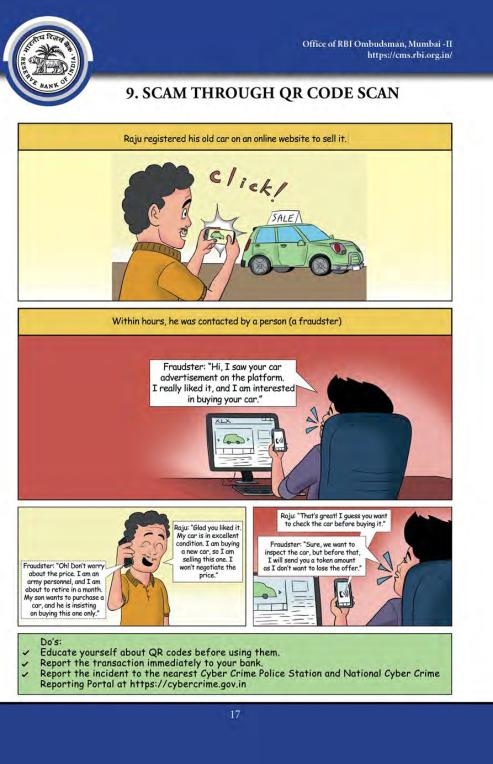 भारतीय रिज़र्व बैंक
RESERVE BANK OF INDIA
Office of RBI Ombudsman, Mumbai -II
https://cms.rbi.org.in/
9. SCAM THROUGH QR CODE SCAN
Raju registered his old car on an online website to sell it.
click!
SALE!
Within hours, he was contacted by a person (a fraudster)
Fraudster: “Hi, I saw your car
advertisement on the platform.
I really liked it, and I am interested
in buying your car.”
XLX
Raju: “Glad you liked it.
My car is in excellent
condition. I am buying
a new car, so I am
selling this one. I
won't negotiate the
price.”
Fraudster: “Oh! Don't worry
about the price. I am an
army personnel, and I am
about to retire in a month.
My son wants to purchase a
car, and he is insisting
on buying this one only.”
Raju: “That's great! I guess you want
to check the car before buying it.”
Fraudster: “Sure, we want to
inspect the car, but before that,
I will send you a token amount
as I don't want to lose the offer.”
Do's:
✓ Educate yourself about QR codes before using them.
✓ Report the transaction immediately to your bank.
✓ Report the incident to the nearest Cyber Crime Police Station and National Cyber Crime
Reporting Portal at https://cybercrime.gov.in
17